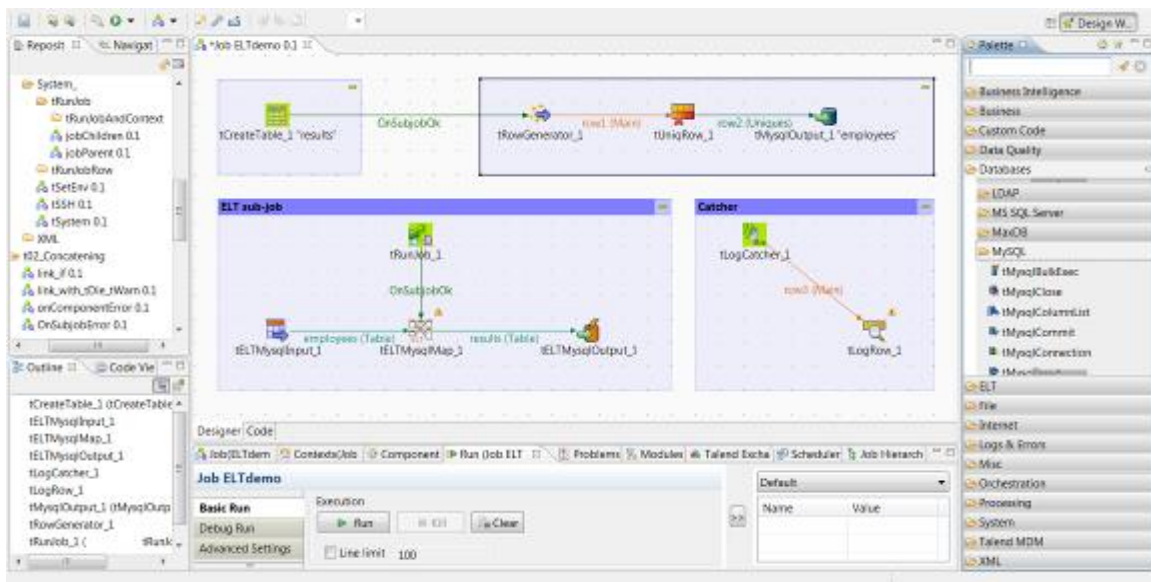 Design W..
Reposit
Navigat
System_
tRunJob
tRunJobAndContext
jobChildren 0.1
jobParent 0.1
tRunJobRow
tSetEnv 0.1
tSSH 0.1
tSystem 0.1
XML
t02_Concatening
link_if 0.1
link_with_tDie_tWarn 0.1
onComponentError 0.1
OnSubjobError 0.1
Outline
Code Vie
tCreateTable_1 (tCreateTable
tELTMysqlInput_1
tELTMysqlMap_1
tELTMysqlOutput_1
tLogCatcher_1
tLogRow_1
tMysqlOutput_1 (tMysqlOutp
tRowGenerator_1
tRunJob_1 (
tRunk
*Job ELTdemo 0.1
tCreateTable_1 "results"
OnSubjobOk
tRowGenerator_1
row1 (Main)
tUniqRow_1
row2 (Uniques)
tMysqlOutput_1 "employees"
ELT sub-job
tRunJob_1
OnSubjobOk
employees (Table)
results (Table)
tELTMysqlInput_1
tELTMysqlMap_1
tELTMysqlOutput_1
Catcher
tLogCatcher_1
row3 (Main)
tLogRow_1
Designer
Code
Job(ELTdem
Contexts(Job
Component
Run (Job ELT
Problems
Modules
Talend Excha
Scheduler
Job Hierarch
Job ELTdemo
Basic Run
Debug Run
Advanced Settings
Execution
Run
Kill
Clear
Line limit
100
>>
Default
Name
Value
Palette
Business Intelligence
Business
Custom Code
Data Quality
Databases
LDAP
MS SQL Server
MaxDB
MySQL
tMysqlBulkExec
tMysqlClose
tMysqlColumnList
tMysqlCommit
tMysqlConnection
ELT
File
Internet
Logs & Errors
Misc
Orchestration
Processing
System
Talend MDM
XML